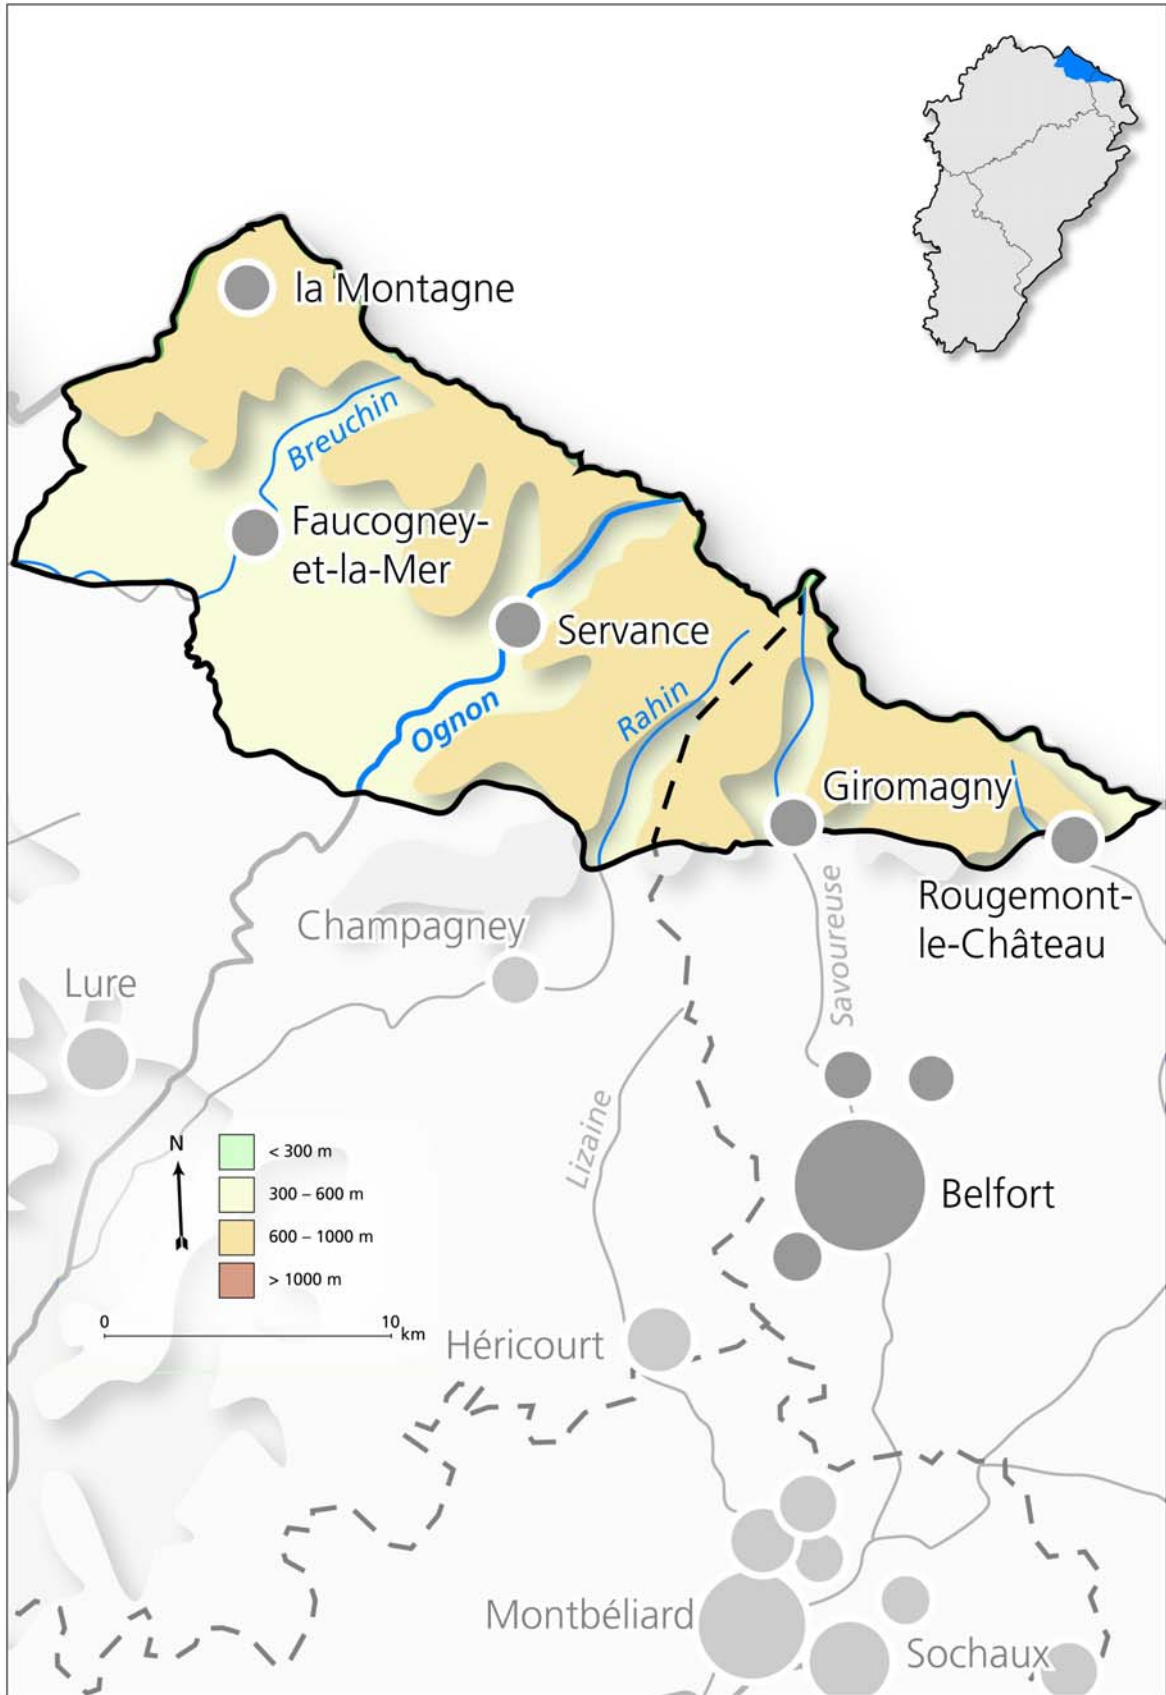 la Montagne
Breuchin
Faucogney-
et-la-Mer
Servance
Ognon
Rahin
Giromagny
Rougemont-
le-Château
Champagney
Savoureuse
Lure
Lizaine
N
< 300 m
300 – 600 m
600 – 1000 m
> 1000 m
0
10
km
Belfort
Héricourt
Montbéliard
Sochaux